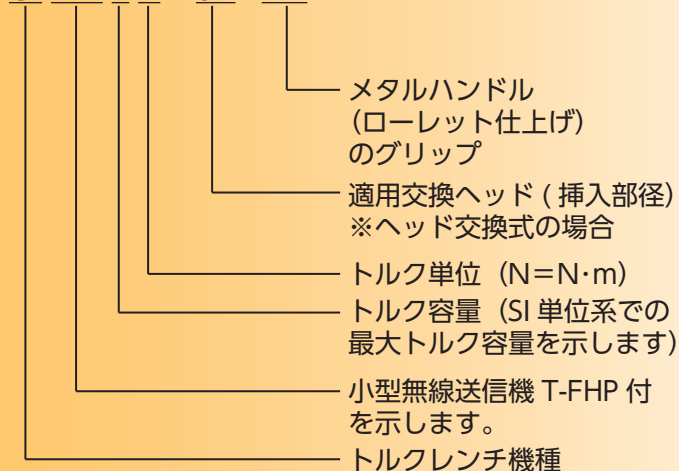 メタルハンドル
（ローレット仕上げ）
のグリップ
適用交換ヘッド ( 挿入部径)
※ヘッド交換式の場合
トルク単位（N＝N･m）
トルク容量（SI 単位系での
最大トルク容量を示します)
小型無線送信機 T-FHP 付
を示します。
トルクレンチ機種